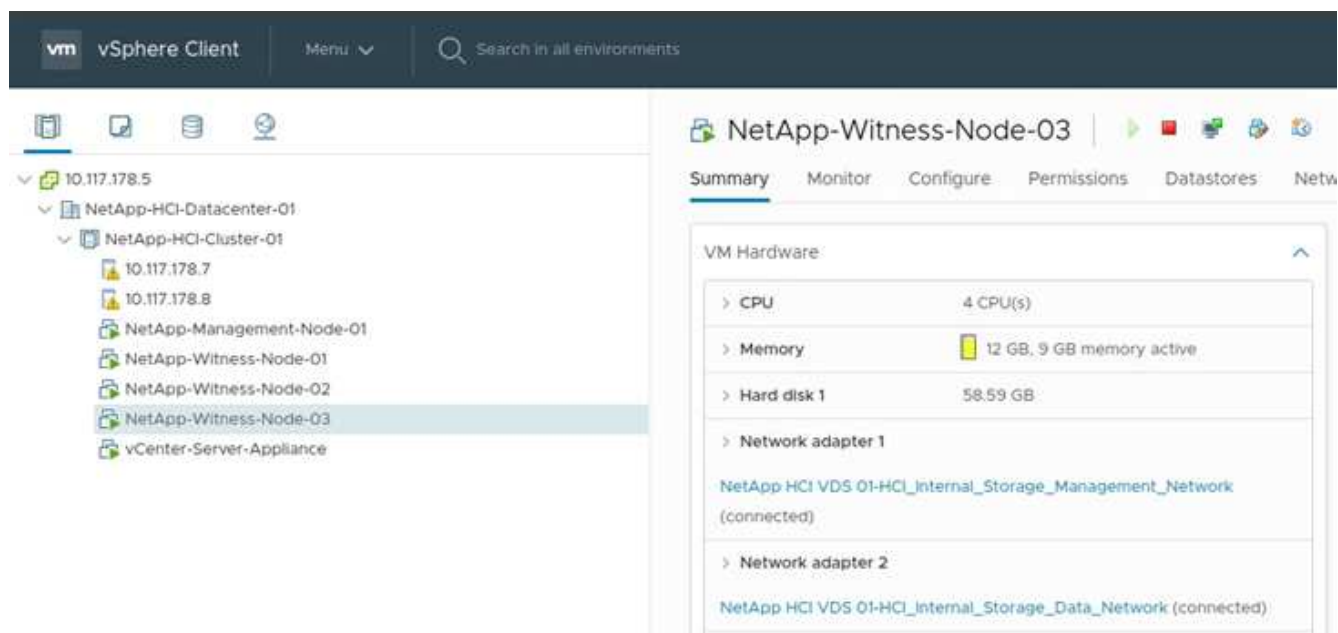 vm vSphere Client Menu Search in all environments
10.117.178.5
NetApp-HCI-Datacenter-01
NetApp-HCI-Cluster-01
10.117.178.7
10.117.178.8
NetApp-Management-Node-01
NetApp-Witness-Node-01
NetApp-Witness-Node-02
NetApp-Witness-Node-03
vCenter-Server-Appliance
NetApp-Witness-Node-03
Summary Monitor Configure Permissions Datastores Netw
VM Hardware
CPU 4 CPU(s)
Memory 12 GB, 9 GB memory active
Hard disk 1 58.59 GB
Network adapter 1
NetApp HCI VDS 01-HCI_Internal_Storage_Management_Network
(connected)
Network adapter 2
NetApp HCI VDS 01-HCI_Internal_Storage_Data_Network (connected)